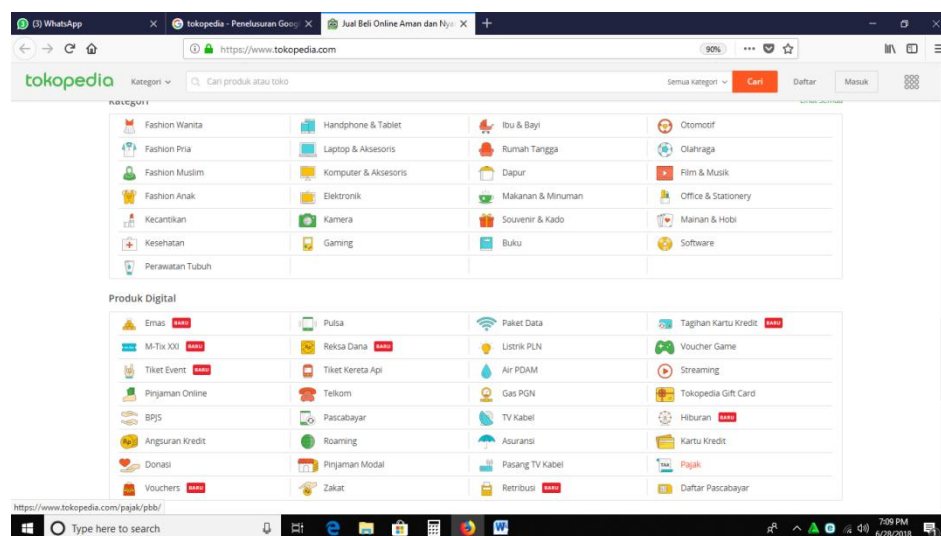 (3) WhatsApp
tokopedia - Penelusuran Goog
Jual Beli Online Aman dan Nya
https://www.tokopedia.com
90%
tokopedia
Kategori
Cari produk atau toko
Semua Kategori
Cari
Daftar
Masuk
Kategori
Lihat Semua
Fashion Wanita Handphone & Tablet Ibu & Bayi Otomotif
Fashion Pria Laptop & Aksesoris Rumah Tangga Olahraga
Fashion Muslim Komputer & Aksesoris Dapur Film & Musik
Fashion Anak Elektronik Makanan & Minuman Office & Stationery
Kecantikan Kamera Souvenir & Kado Mainan & Hobi
Kesehatan Gaming Buku Software
Perawatan Tubuh
Produk Digital
Emas BARU Pulsa Paket Data Tagihan Kartu Kredit BARU
M-Tix XXI BARU Reksa Dana BARU Listrik PLN Voucher Game
Tiket Event BARU Tiket Kereta Api Air PDAM Streaming
Pinjaman Online Telkom Gas PGN Tokopedia Gift Card
BPJS Pascabayar TV Kabel Hiburan BARU
Angsuran Kredit Roaming Asuransi Kartu Kredit
Donasi Pinjaman Modal Pasang TV Kabel Pajak
Vouchers BARU Zakat Retribusi BARU Daftar Pascabayar
https://www.tokopedia.com/pajak/pbb/
Type here to search
7:09 PM
6/28/2018